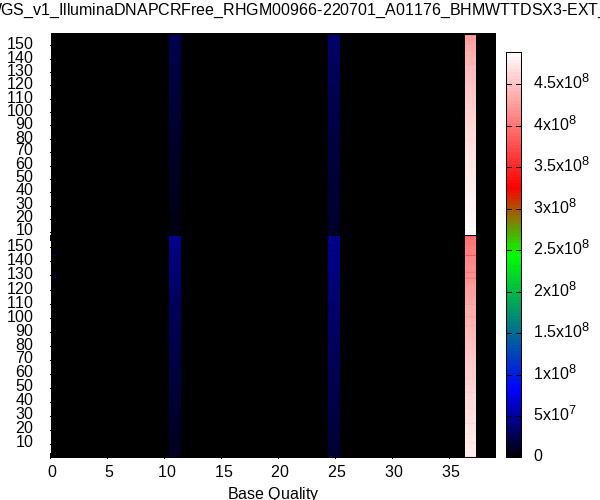 WGS_v1_IlluminaDNAPCRFree_RHGM00966-220701_A01176_BHMWTTDSX3-EXT_
150
140
130
120
110
100
90
80
70
60
50
40
30
20
10
150
140
130
120
110
100
90
80
70
60
50
40
30
20
10
0 5 10 15 20 25 30 35
Base Quality
4.5x10⁸
4x10⁸
3.5x10⁸
3x10⁸
2.5x10⁸
2x10⁸
1.5x10⁸
1x10⁸
5x10⁷
0